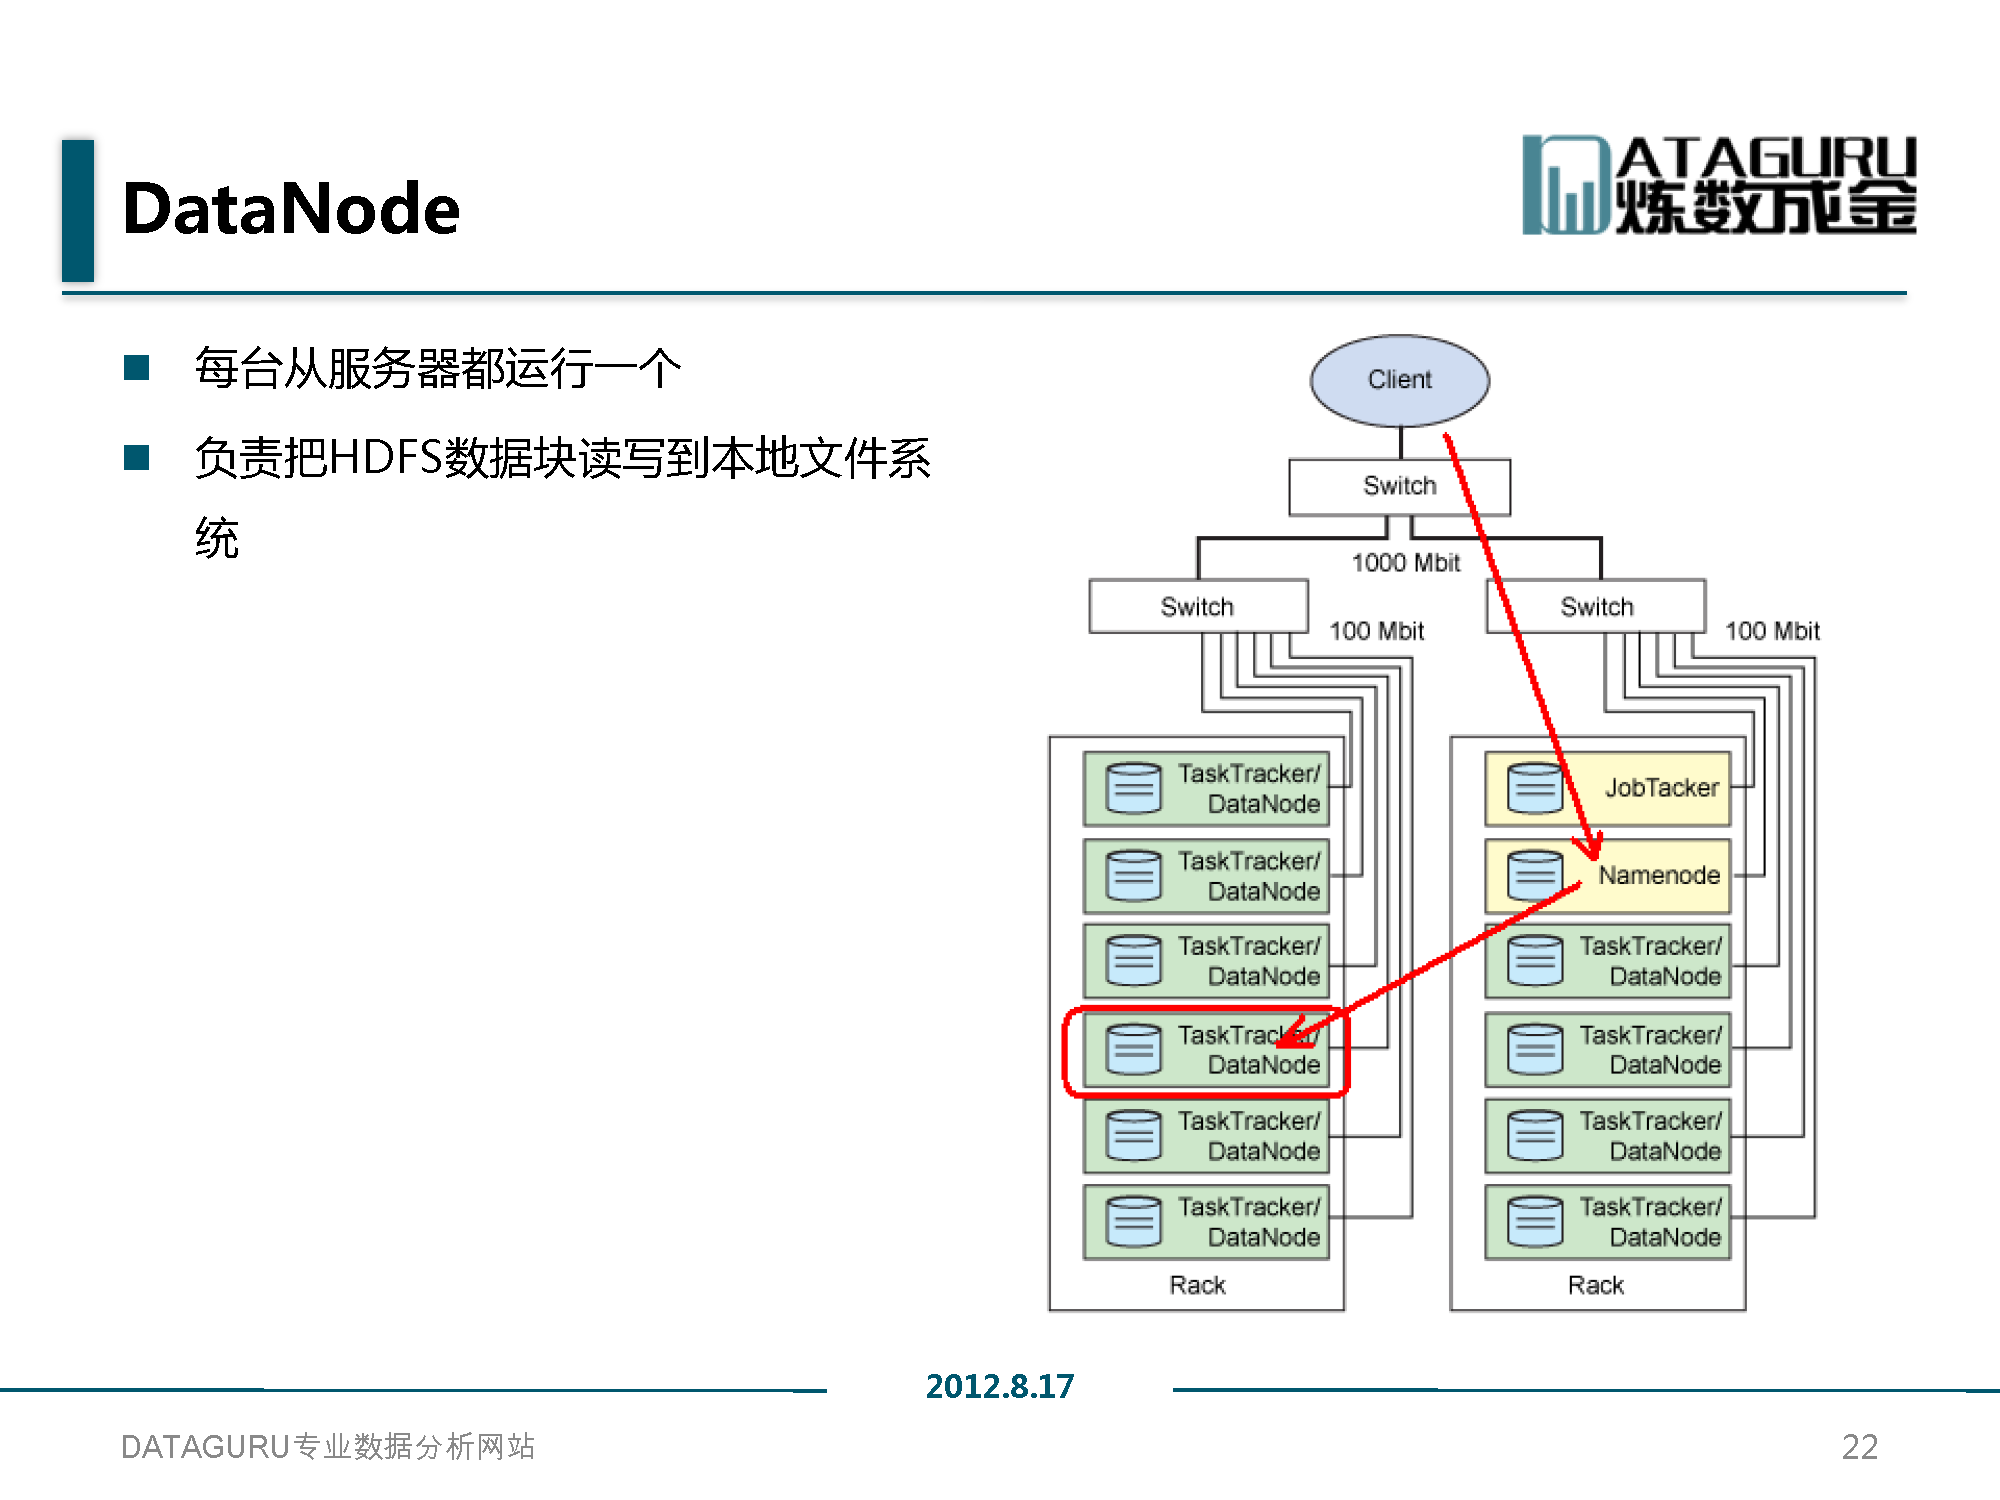 DataNode
DATAGURU
炼数成金
每台从服务器都运行一个
负责把HDFS数据块读写到本地文件系
统
Client
Switch
1000 Mbit
Switch
100 Mbit
Switch
100 Mbit
TaskTracker/
DataNode
TaskTracker/
DataNode
TaskTracker/
DataNode
TaskTracker/
DataNode
TaskTracker/
DataNode
TaskTracker/
DataNode
Rack
JobTacker
Namenode
TaskTracker/
DataNode
TaskTracker/
DataNode
TaskTracker/
DataNode
TaskTracker/
DataNode
Rack
2012.8.17
DATAGURU专业数据分析网站
22